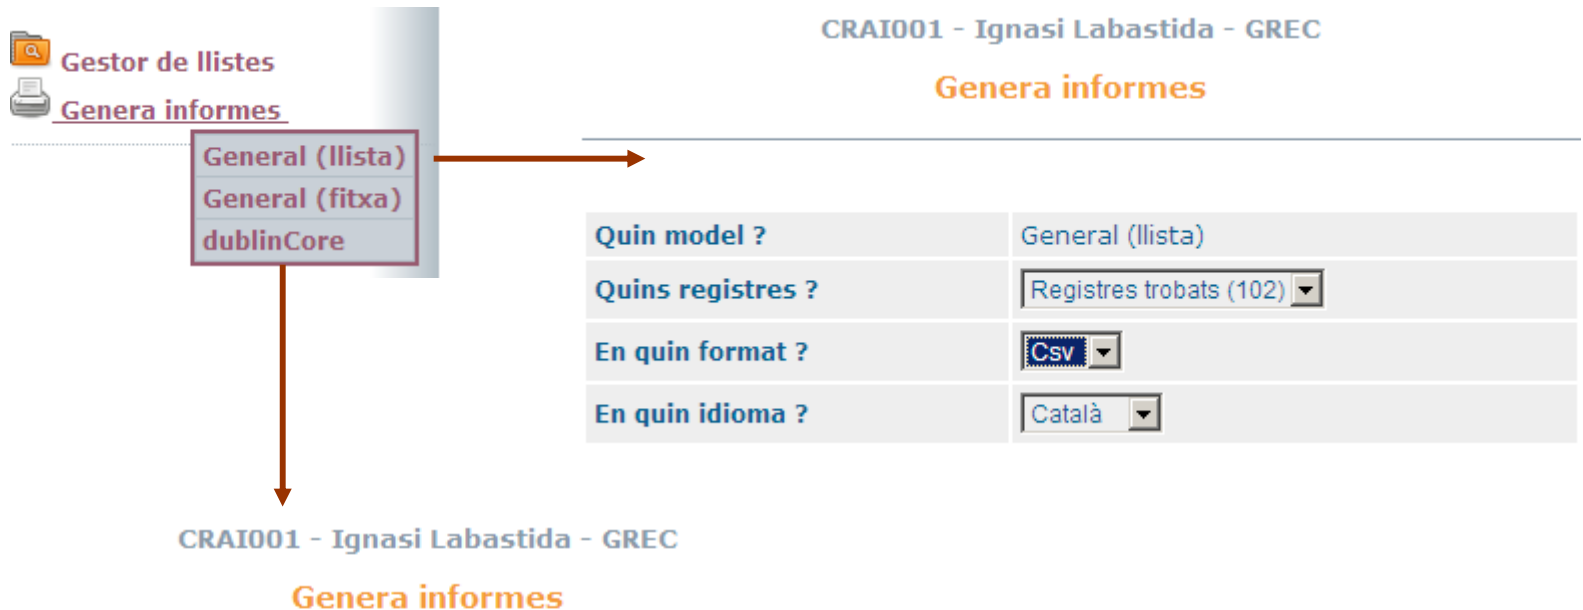 Gestor de llistes
Genera informes
General (llista)
General (fitxa)
dublinCore
CRAI001 - Ignasi Labastida - GREC
Genera informes
Quin model ? General (llista)
Quins registres ? Registres trobats (102)
En quin format ? Csv
En quin idioma ? Català
CRAI001 - Ignasi Labastida - GREC
Genera informes